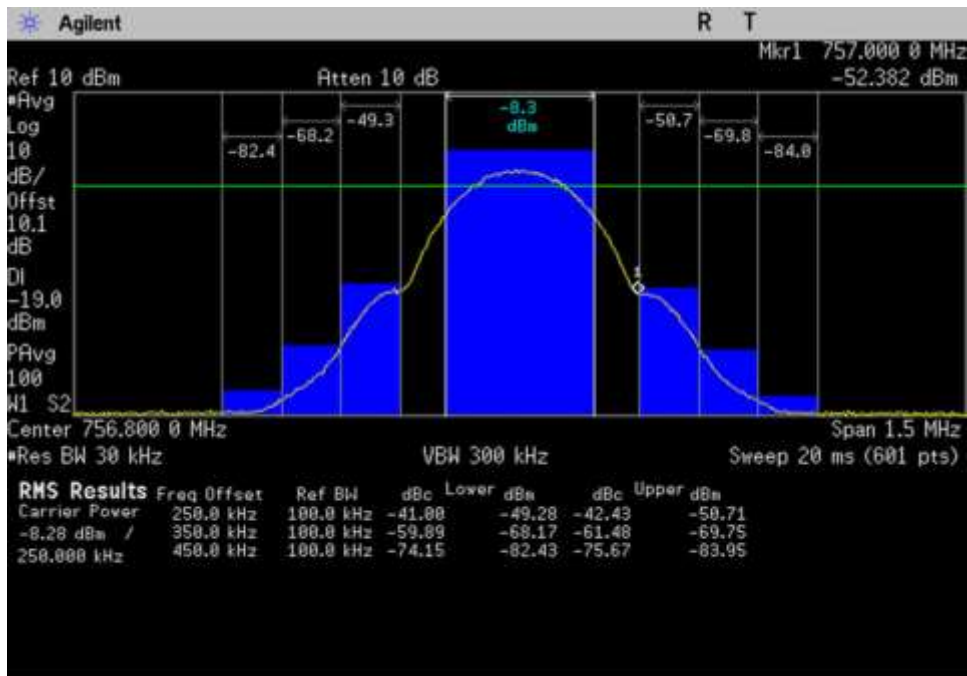 Agilent R T
Mkr1 757.000 0 MHz
Ref 10 dBm Atten 10 dB -52.382 dBm
#Avg
Log
10
dB/
Offst
10.1
dB
DI
-19.0
dBm
PAvg
100
W1 S2
-82.4
-68.2
-49.3
-8.3
dBm
-50.7
-69.8
-84.0
1
Center 756.800 0 MHz Span 1.5 MHz
#Res BW 30 kHz VBW 300 kHz Sweep 20 ms (601 pts)
RMS Results Freq Offset Ref BW dBc Lower dBm dBc Upper dBm
Carrier Power 250.0 kHz 100.0 kHz -41.00 -49.28 -42.43 -50.71
-8.28 dBm / 350.0 kHz 100.0 kHz -59.89 -68.17 -61.48 -69.75
250.000 kHz 450.0 kHz 100.0 kHz -74.15 -82.43 -75.67 -83.95